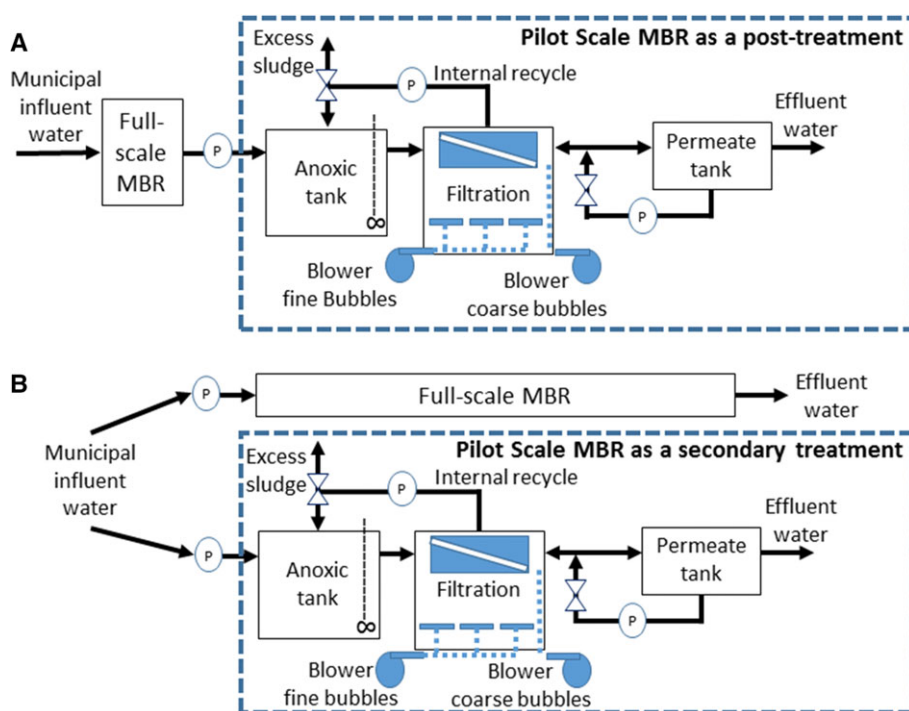 A
Pilot Scale MBR as a post-treatment
Excess
sludge
Internal recycle
P
Municipal
influent
water
Full-
scale
MBR
P
Anoxic
tank
∞
Filtration
Permeate
tank
Effluent
water
P
Blower
fine Bubbles
Blower
coarse bubbles
B
P
Full-scale MBR
Effluent
water
Municipal
influent
water
Pilot Scale MBR as a secondary treatment
Excess
sludge
P
Internal recycle
P
Anoxic
tank
∞
Filtration
Permeate
tank
Effluent
water
P
Blower
fine bubbles
Blower
coarse bubbles